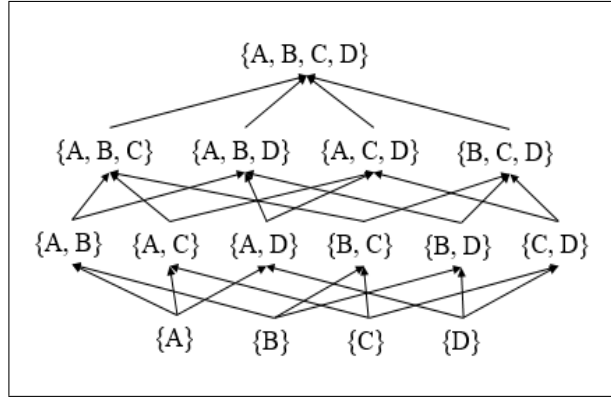 {A, B, C, D}
{A, B, C} {A, B, D} {A, C, D} {B, C, D}
{A, B} {A, C} {A, D} {B, C} {B, D} {C, D}
{A} {B} {C} {D}